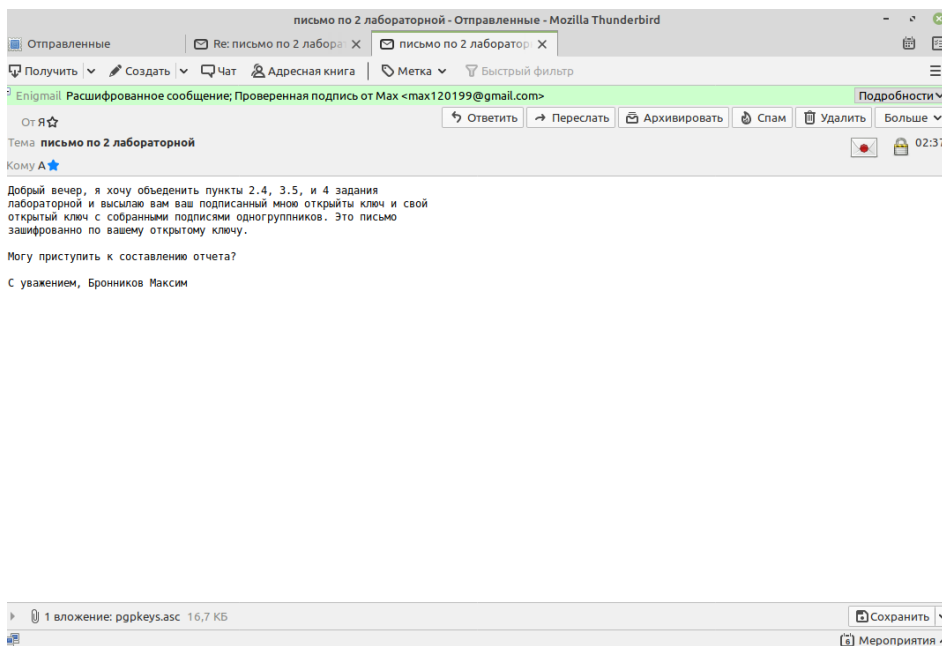 письмо по 2 лабораторной - Отправленные - Mozilla Thunderbird
Отправленные Re: письмо по 2 лабора письмо по 2 лаборатор
Получить Создать Чат Адресная книга Метка Быстрый фильтр
Enigmail Расшифрованное сообщение; Проверенная подпись от Max <max120199@gmail.com> Подробности
От Я Ответить Переслать Архивировать Спам Удалить Больше
Тема письмо по 2 лабораторной 02:37
Кому А
Добрый вечер, я хочу объеденить пункты 2.4, 3.5, и 4 задания
лабораторной и высылаю вам ваш подписанный мною открыйты ключ и свой
открытый ключ с собранными подписями одногруппников. Это письмо
зашифрованно по вашему открытому ключу.
Могу приступить к составлению отчета?
С уважением, Бронников Максим
1 вложение: pgpkeys.asc 16,7 КБ Сохранить
6 Мероприятия